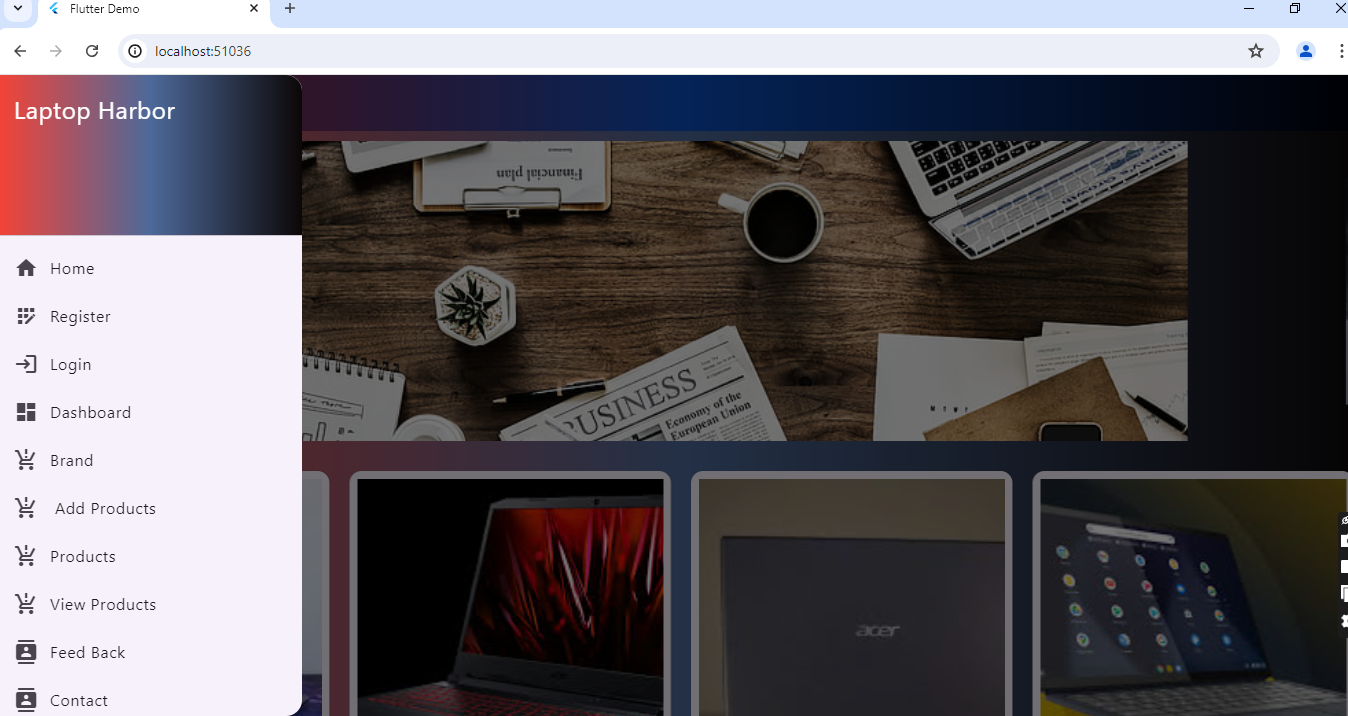 Flutter Demo
localhost:51036
Laptop Harbor
Home
Register
Login
Dashboard
Brand
Add Products
Products
View Products
Feed Back
Contact
Financial plan
BUSINESS
Economy of the
European Union
acer